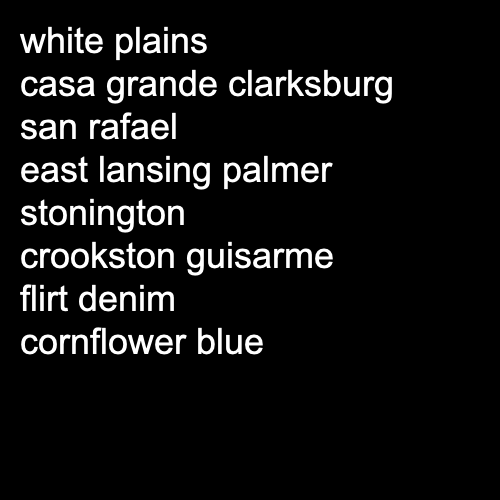 white plains
casa grande clarksburg
san rafael
east lansing palmer
stonington
crookston guisarme
flirt denim
cornflower blue